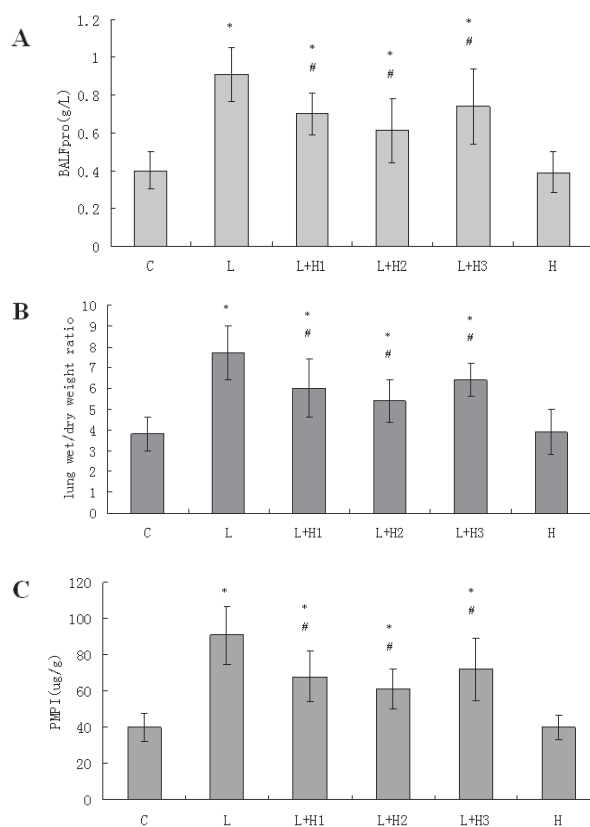 A
* * * *
# # #
1.2
1
0.8
0.6
0.4
0.2
0
BALFpro(g/L)
C L L+H1 L+H2 L+H3 H
B
* * * *
# # #
10
9
8
7
6
5
4
3
2
1
0
lung wet/dry weight ratio
C L L+H1 L+H2 L+H3 H
C
* * * *
# # #
120
100
80
60
40
20
0
PMPI(ug/g)
C L L+H1 L+H2 L+H3 H